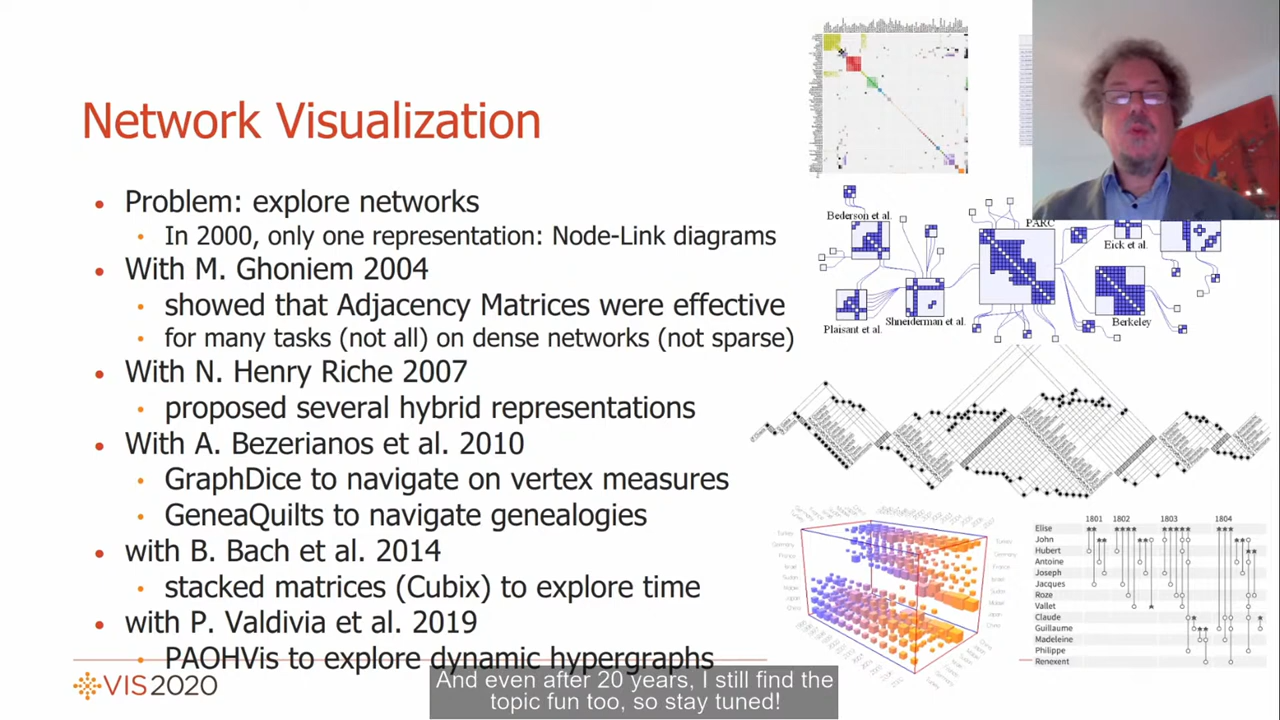 Network Visualization
• Problem: explore networks
• In 2000, only one representation: Node-Link diagrams
• With M. Ghoniem 2004
• showed that Adjacency Matrices were effective
• for many tasks (not all) on dense networks (not sparse)
• With N. Henry Riche 2007
• proposed several hybrid representations
• With A. Bezerianos et al. 2010
• GraphDice to navigate on vertex measures
• GeneaQuilts to navigate genealogies
• with B. Bach et al. 2014
• stacked matrices (Cubix) to explore time
• with P. Valdivia et al. 2019
• PAOHVis to explore dynamic hypergraphs
VIS2020
And even after 20 years, I still find the
topic fun too, so stay tuned!
Bederson et al.
PARC
Eick et al.
Plaisant et al.
Shneiderman et al.
Berkeley
1801 1802 1803 1804
Elise
John
Hubert
Antoine
Joseph
Jacques
Roze
Vallet
Claude
Guillaume
Madeleine
Philippe
Renexent